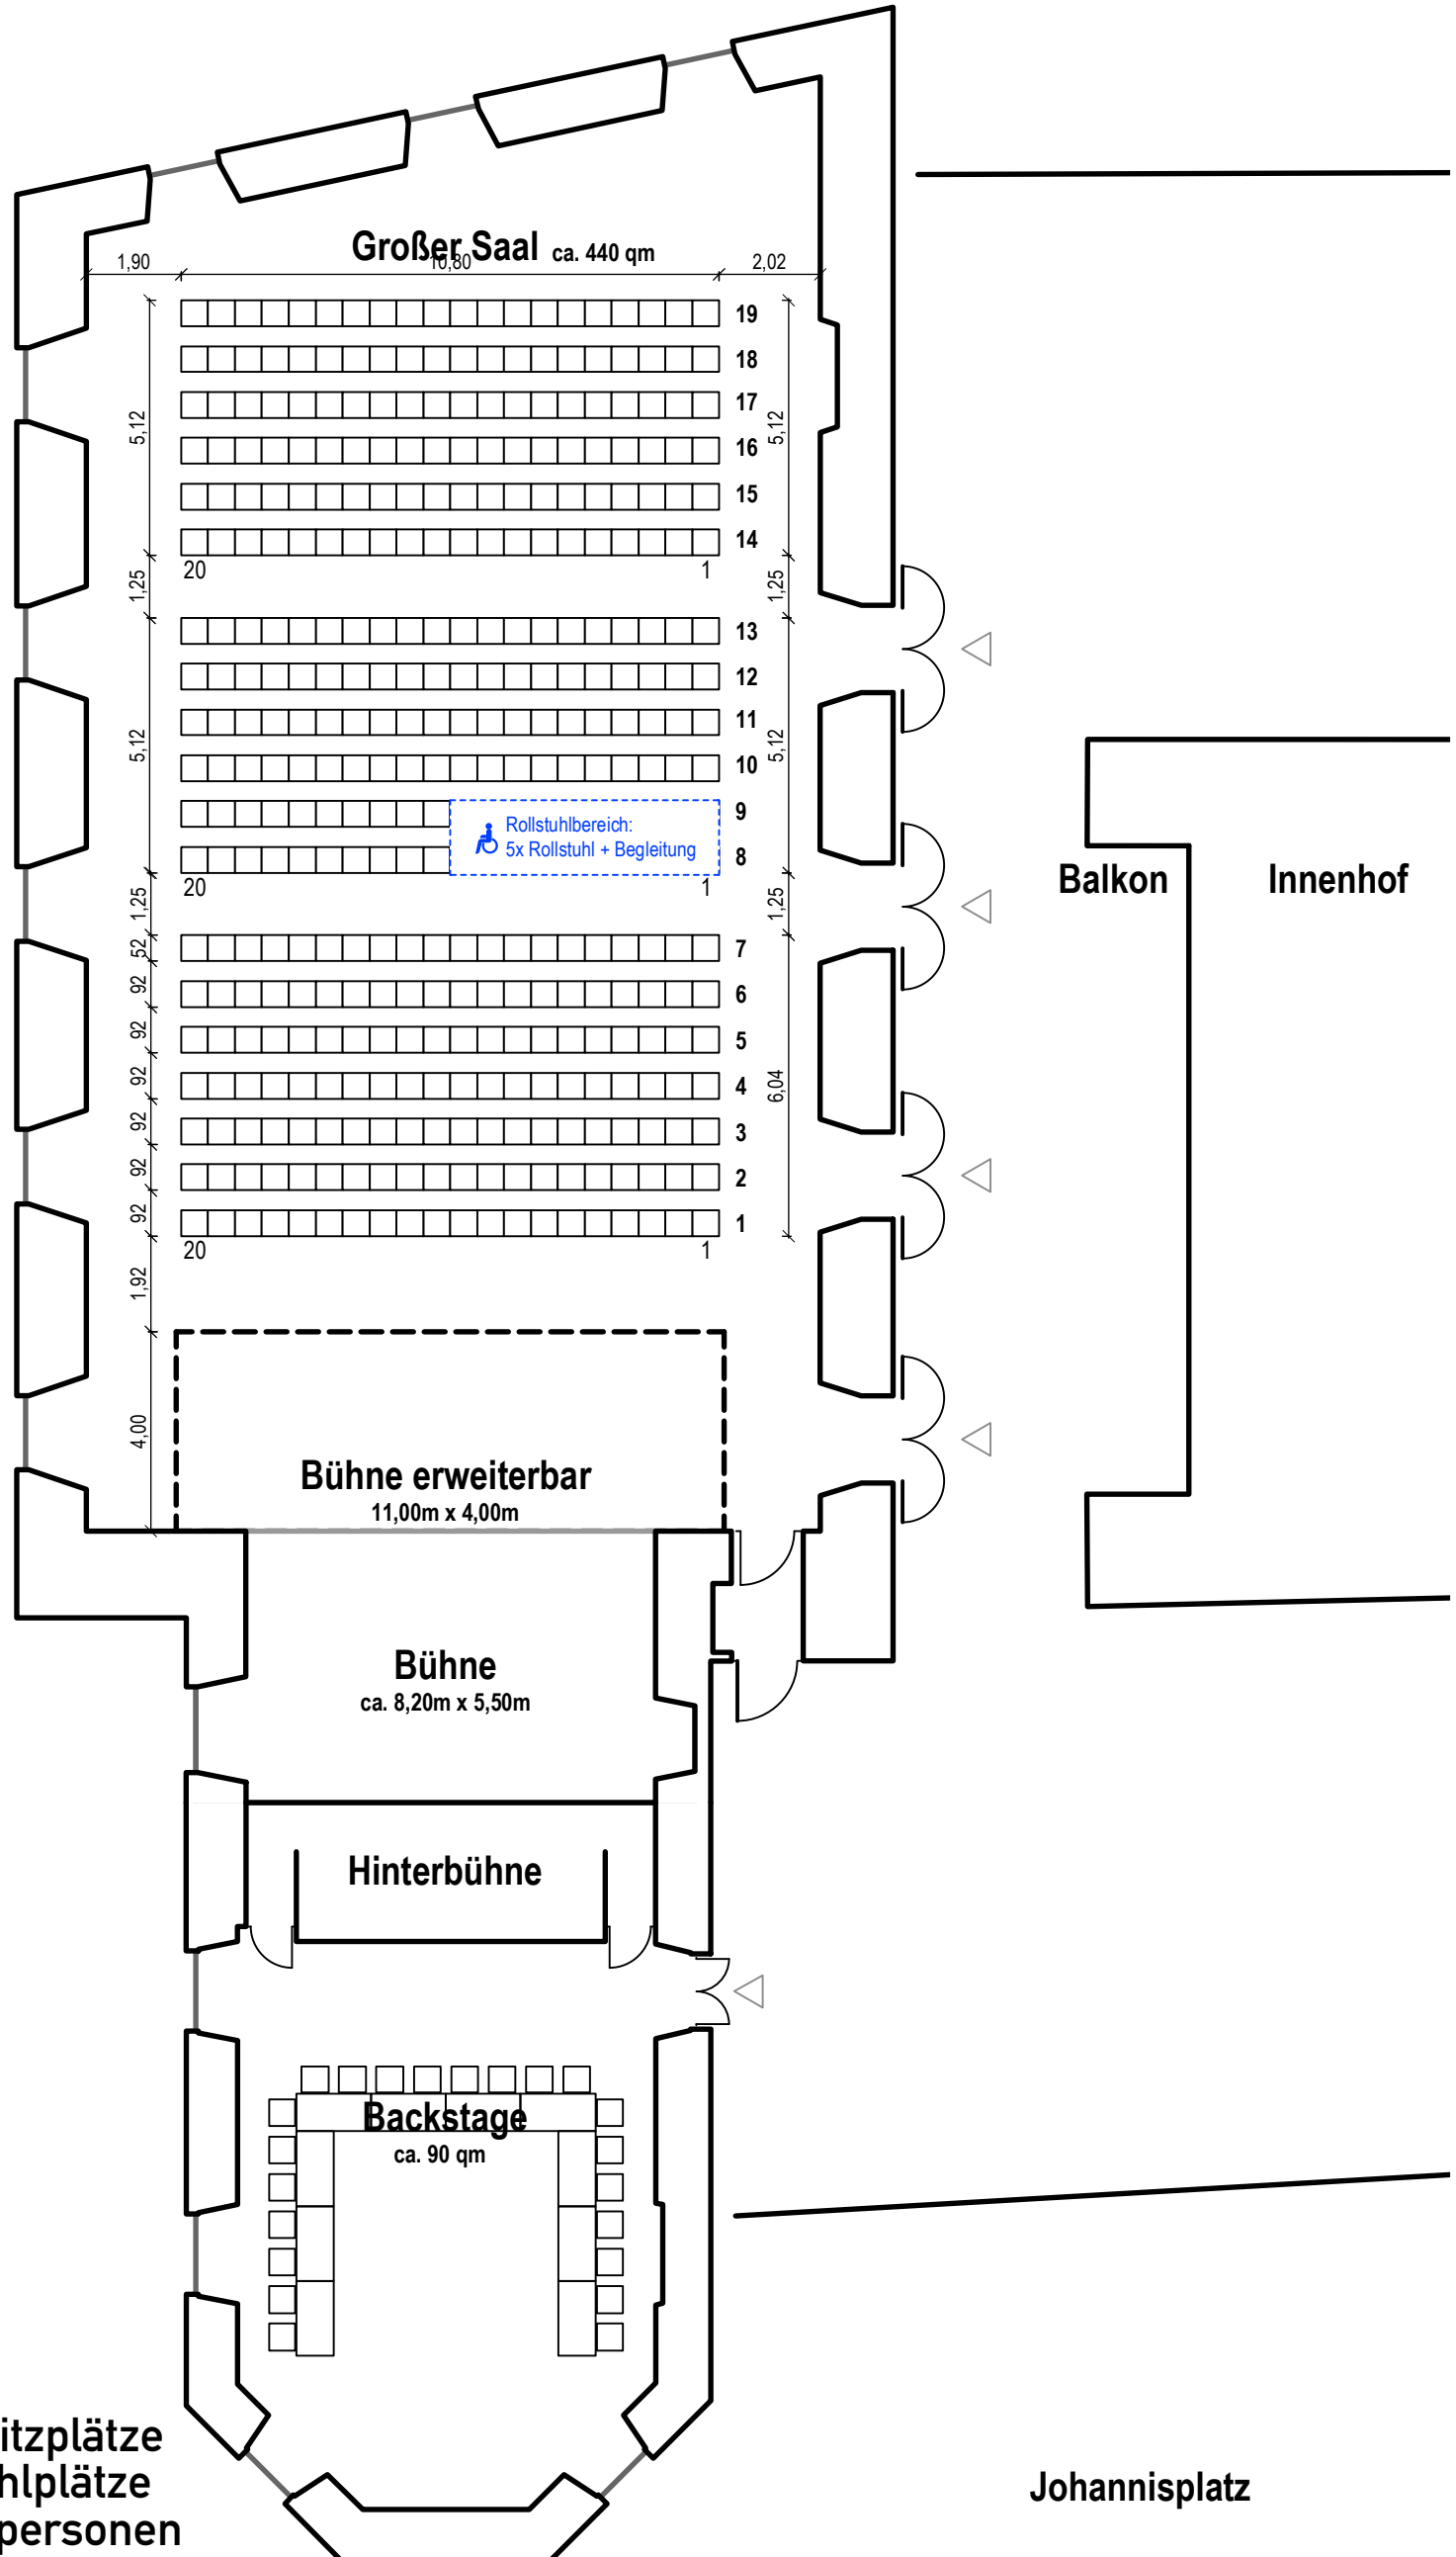 Großer Saal ca. 440 qm
1,90
10,80
2,02
19
18
17
16
15
14
5,12
5,12
20
1
1,25
1,25
13
12
11
10
9
8
5,12
5,12
Rollstuhlbereich:
5x Rollstuhl + Begleitung
20
1
1,25
1,25
Balkon
Innenhof
7
6
5
4
3
2
1
52
92
92
92
92
92
92
6,04
20
1
1,92
4,00
Bühne erweiterbar
11,00m x 4,00m
Bühne
ca. 8,20m x 5,50m
Hinterbühne
Backstage
ca. 90 qm
itzplätze
hlplätze
personen
Johannisplatz